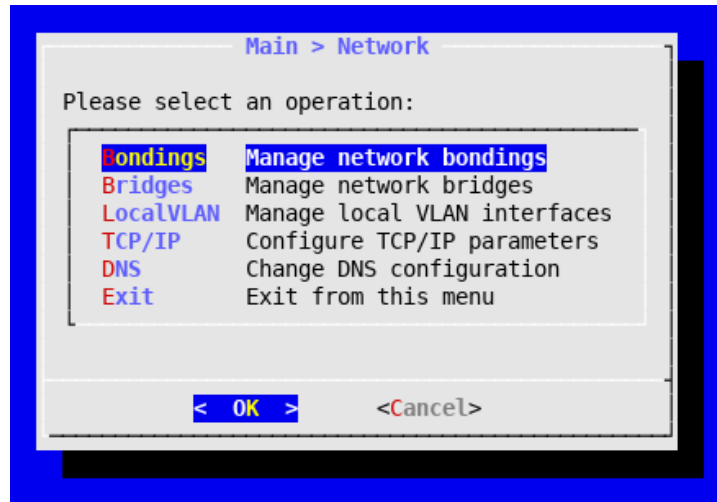 Main > Network
Please select an operation:
Bondings Manage network bondings
Bridges Manage network bridges
LocalVLAN Manage local VLAN interfaces
TCP/IP Configure TCP/IP parameters
DNS Change DNS configuration
Exit Exit from this menu
< OK > <Cancel>